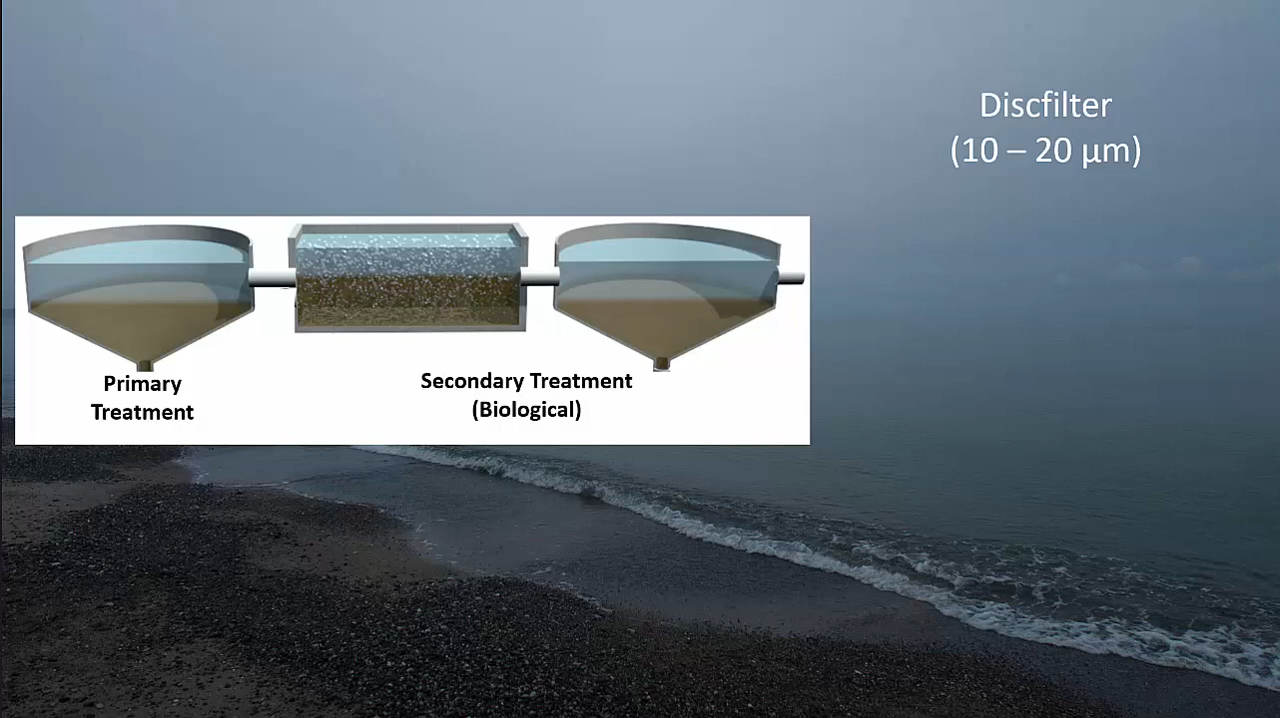 Discfilter
(10 – 20 µm)
Primary
Treatment
Secondary Treatment
(Biological)